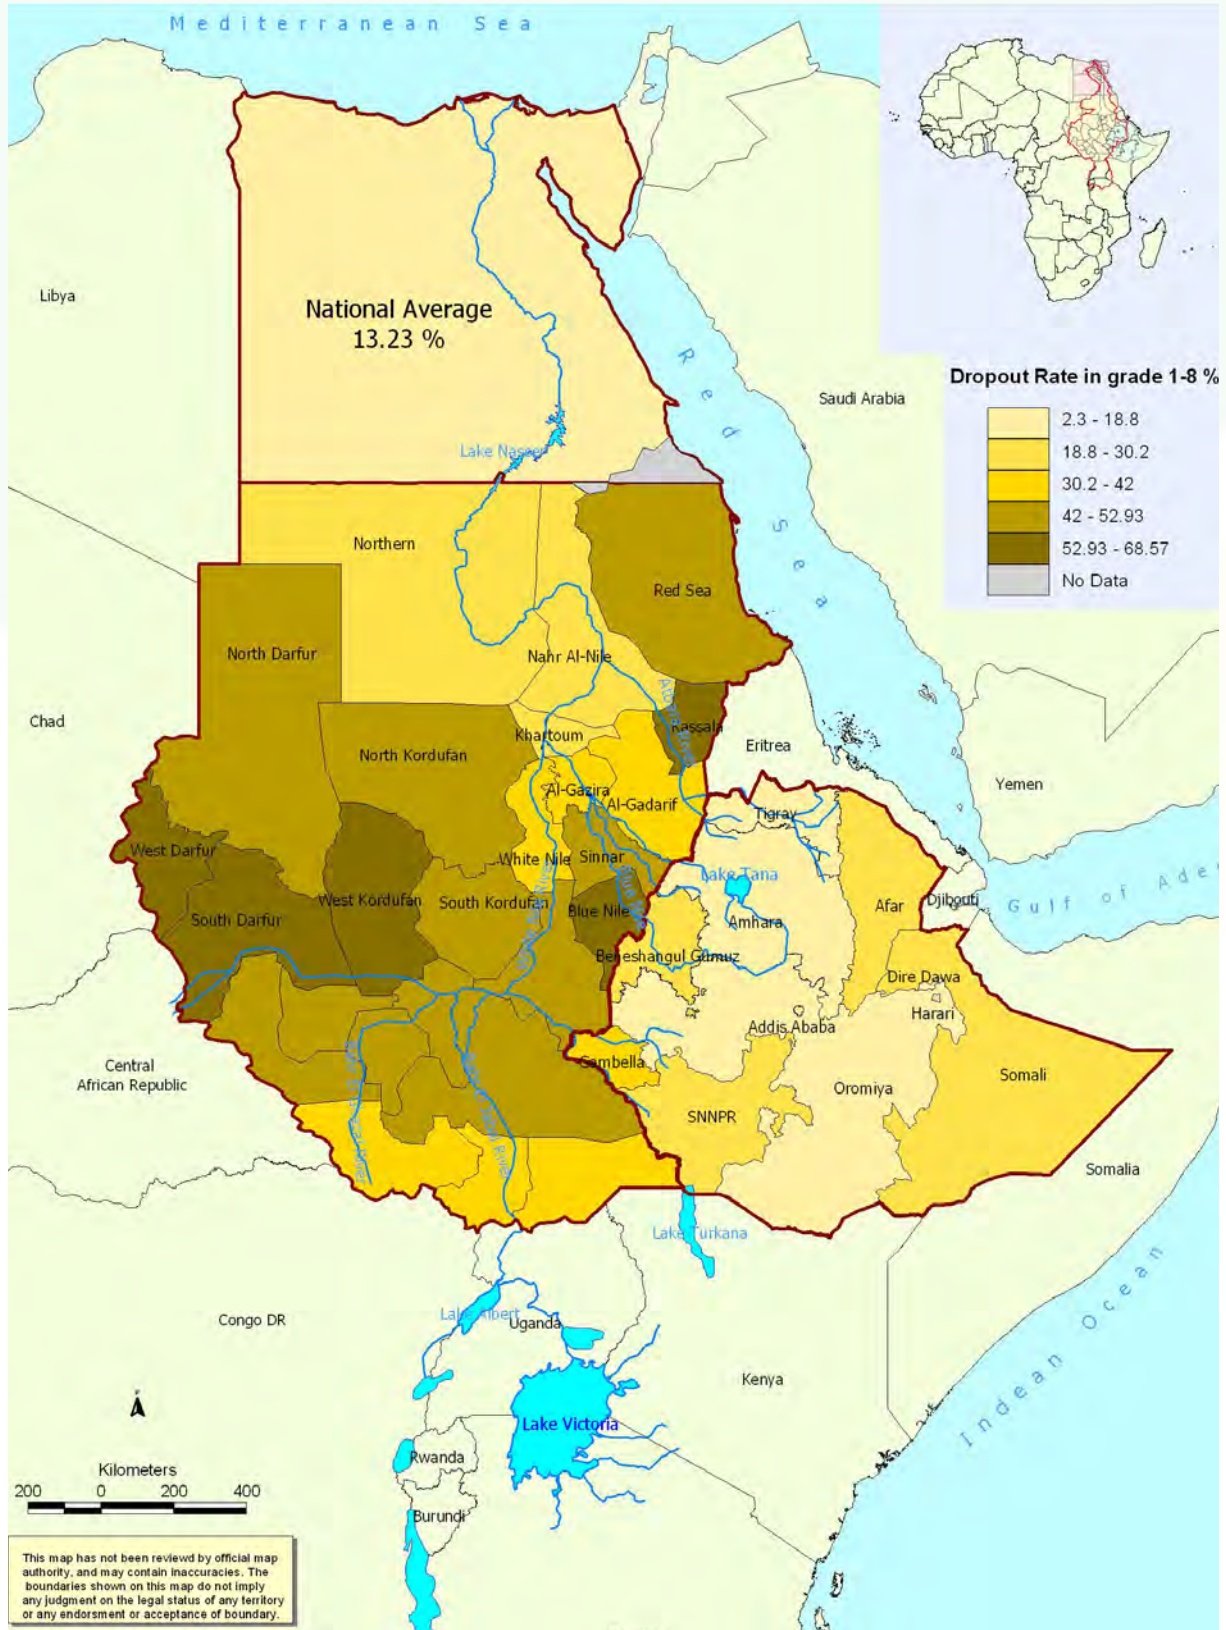 Mediterranean Sea
Libya
National Average
13.23 %
Lake Nasser
Red Sea
Saudi Arabia
Dropout Rate in grade 1-8 %
2.3 - 18.8
18.8 - 30.2
30.2 - 42
42 - 52.93
52.93 - 68.57
No Data
Northern
Red Sea
North Darfur
Nahr Al-Nile
Atbara River
Chad
Kassala
Khartoum
Eritrea
North Kordufan
Yemen
Al-Gazira
Al-Gadarif
Tigray
West Darfur
White Nile
Sinnar
Lake Tana
West Kordufan
South Kordufan
Blue Nile
Blue Nile
White Nile River
South Darfur
Amhara
Afar
Djibouti
Gulf of Aden
Beneshangul Gumuz
Dire Dawa
Harari
Addis Ababa
Central
African Republic
Gambella
Oromiya
Somali
SNNPR
Somalia
Lake Turkana
Congo DR
Lake Albert
Uganda
Kenya
Indean Ocean
Lake Victoria
Rwanda
Burundi
Kilometers
200 0 200 400
This map has not been reviewd by official map
authority, and may contain inaccuracies. The
boundaries shown on this map do not imply
any judgment on the legal status of any territory
or any endorsment or acceptance of boundary.